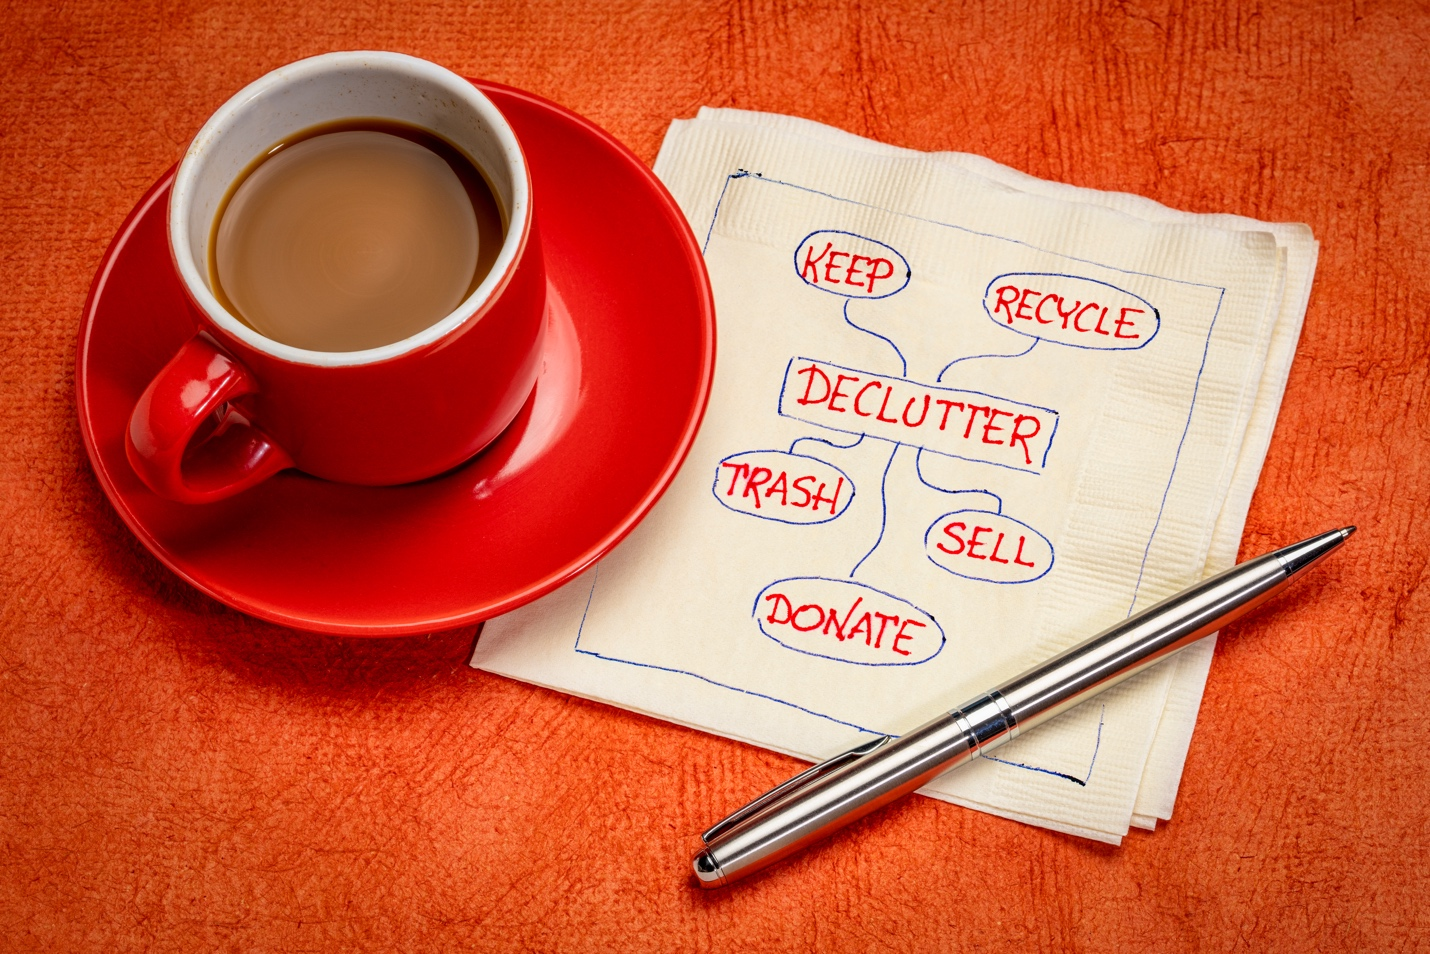 KEEP
RECYCLE
DECLUTTER
TRASH
SELL
DONATE